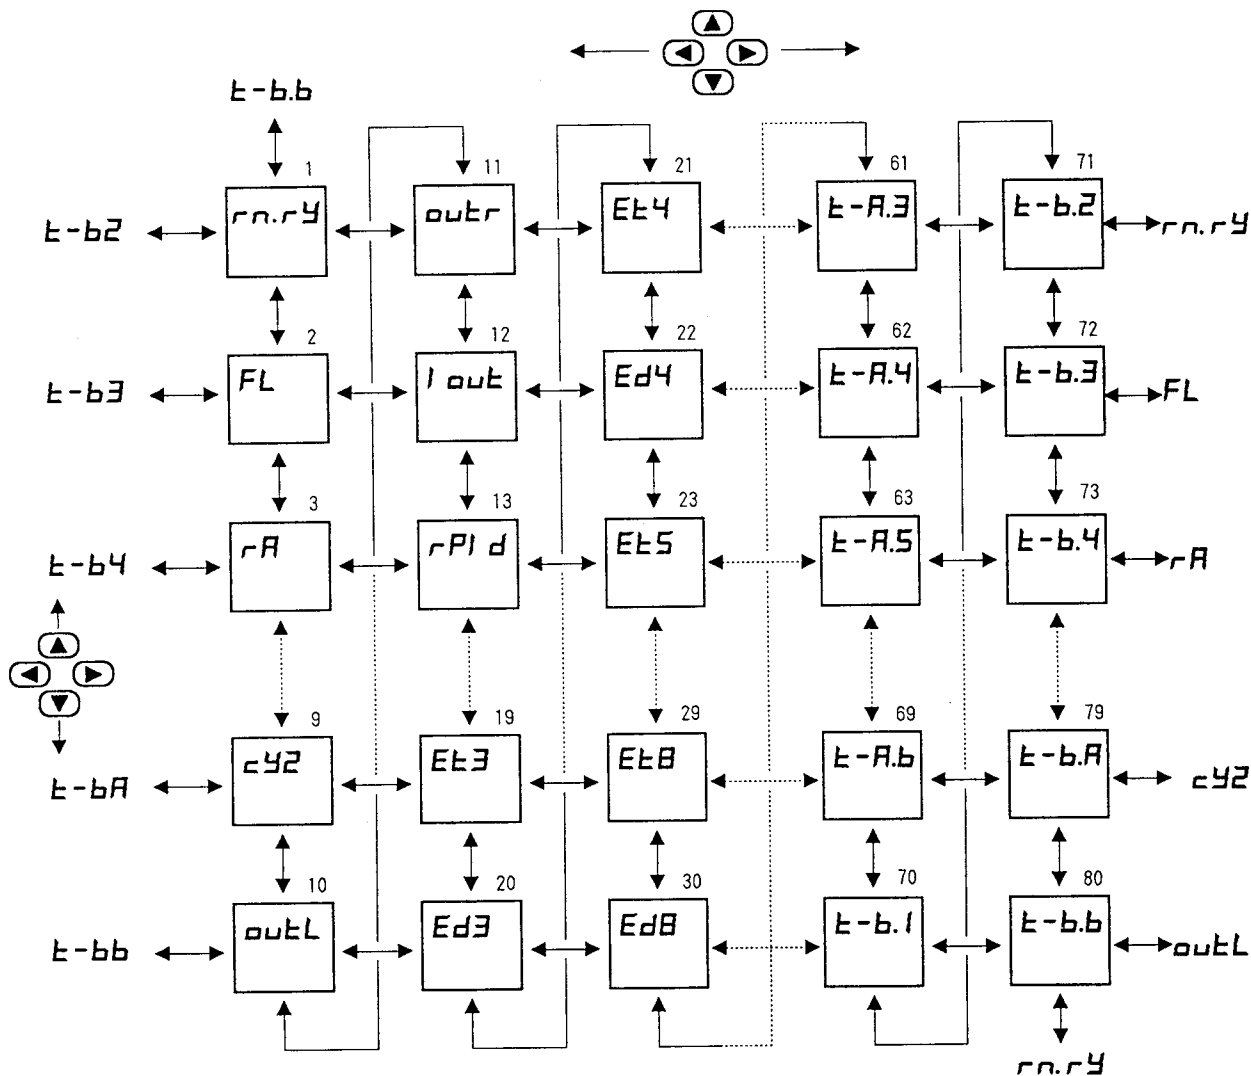 t-b.b
1 11 21 61 71
rn.rY outr Et4 t-A.3 t-b.2
t-b2 rn.rY
2 12 22 62 72
FL 1out Ed4 t-A.4 t-b.3
t-b3 FL
3 13 23 63 73
rA rPId Et5 t-A.5 t-b.4
t-b4 rA
9 19 29 69 79
cY2 Et3 Et8 t-A.b t-b.A
t-bA cY2
10 20 30 70 80
outL Ed3 Ed8 t-b.1 t-b.b
t-bb outL
rn.rY